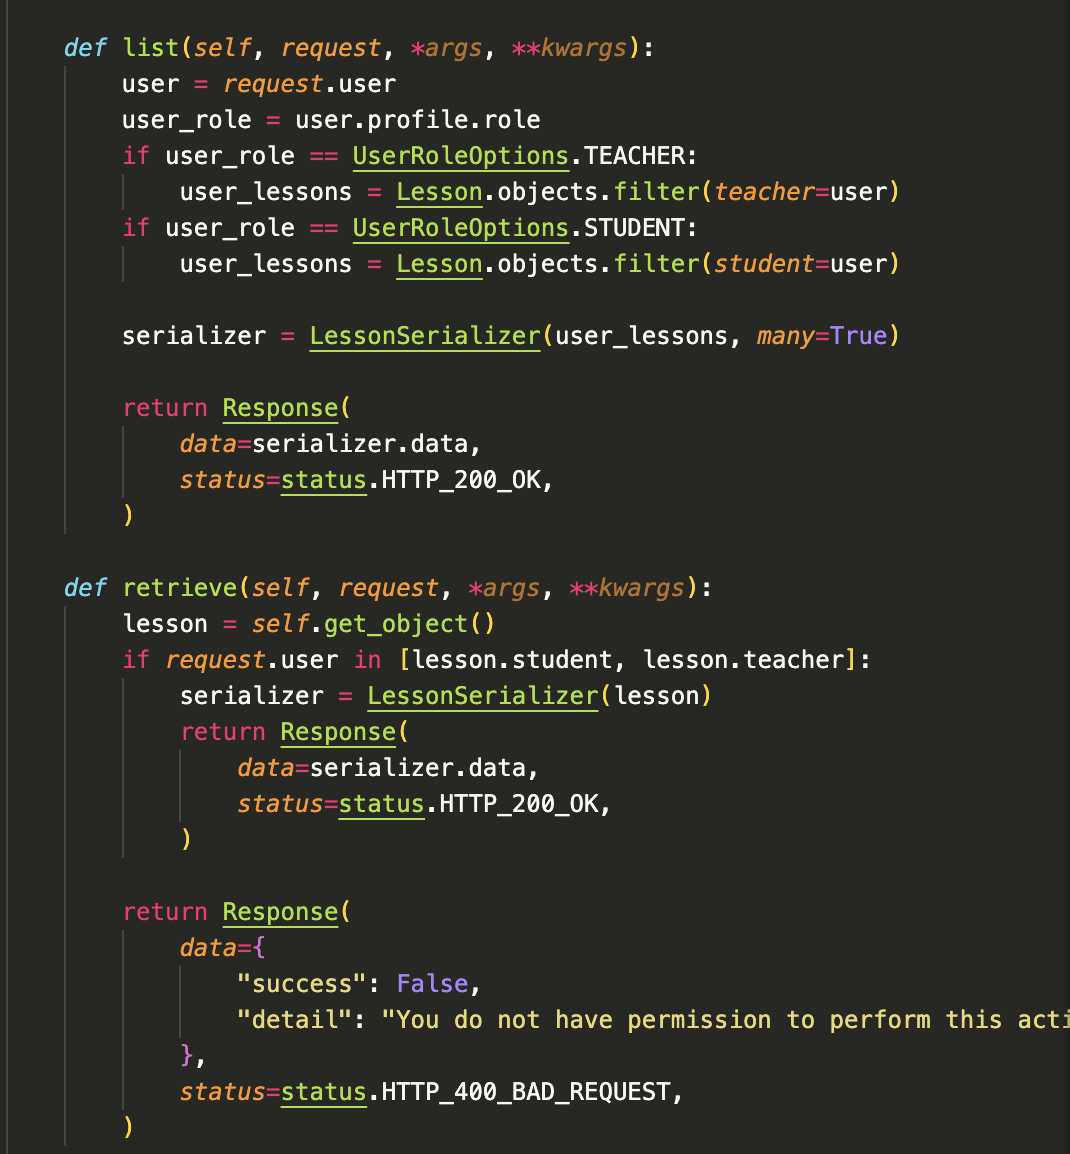 def list(self, request, *args, **kwargs):
    user = request.user
    user_role = user.profile.role
    if user_role == UserRoleOptions.TEACHER:
        user_lessons = Lesson.objects.filter(teacher=user)
    if user_role == UserRoleOptions.STUDENT:
        user_lessons = Lesson.objects.filter(student=user)

    serializer = LessonSerializer(user_lessons, many=True)

    return Response(
        data=serializer.data,
        status=status.HTTP_200_OK,
    )

def retrieve(self, request, *args, **kwargs):
    lesson = self.get_object()
    if request.user in [lesson.student, lesson.teacher]:
        serializer = LessonSerializer(lesson)
        return Response(
            data=serializer.data,
            status=status.HTTP_200_OK,
        )

    return Response(
        data={
            "success": False,
            "detail": "You do not have permission to perform this acti
        },
        status=status.HTTP_400_BAD_REQUEST,
    )